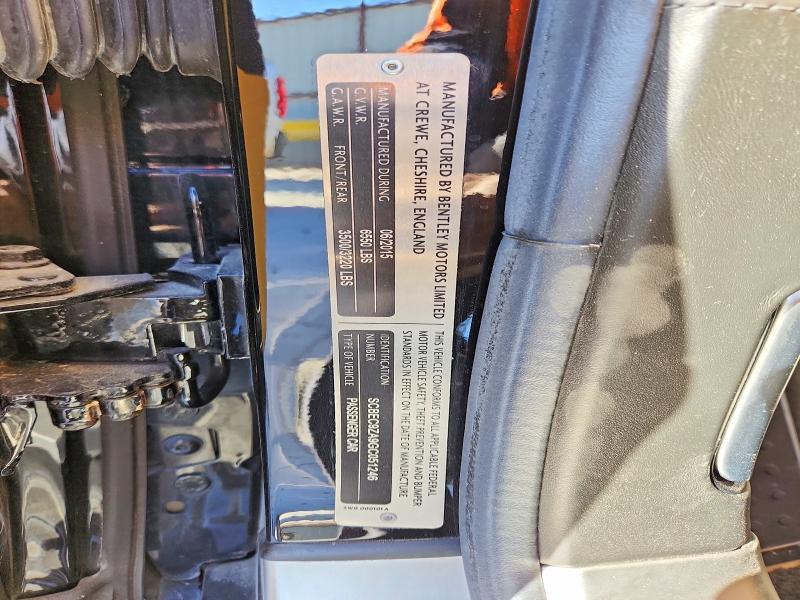 MANUFACTURED BY BENTLEY MOTORS LIMITED
AT CREWE, CHESHIRE, ENGLAND
MANUFACTURED DURING 06/2015
G.V.W.R. 6550 LBS
G.A.W.R. FRONT/REAR 3500/3220 LBS
THIS VEHICLE CONFORMS TO ALL APPLICABLE FEDERAL
MOTOR VEHICLE SAFETY, THEFT PREVENTION AND BUMPER
STANDARDS IN EFFECT ON THE DATE OF MANUFACTURE
IDENTIFICATION
NUMBER SCBEC9ZA9GC051246
TYPE OF VEHICLE PASSENGER CAR